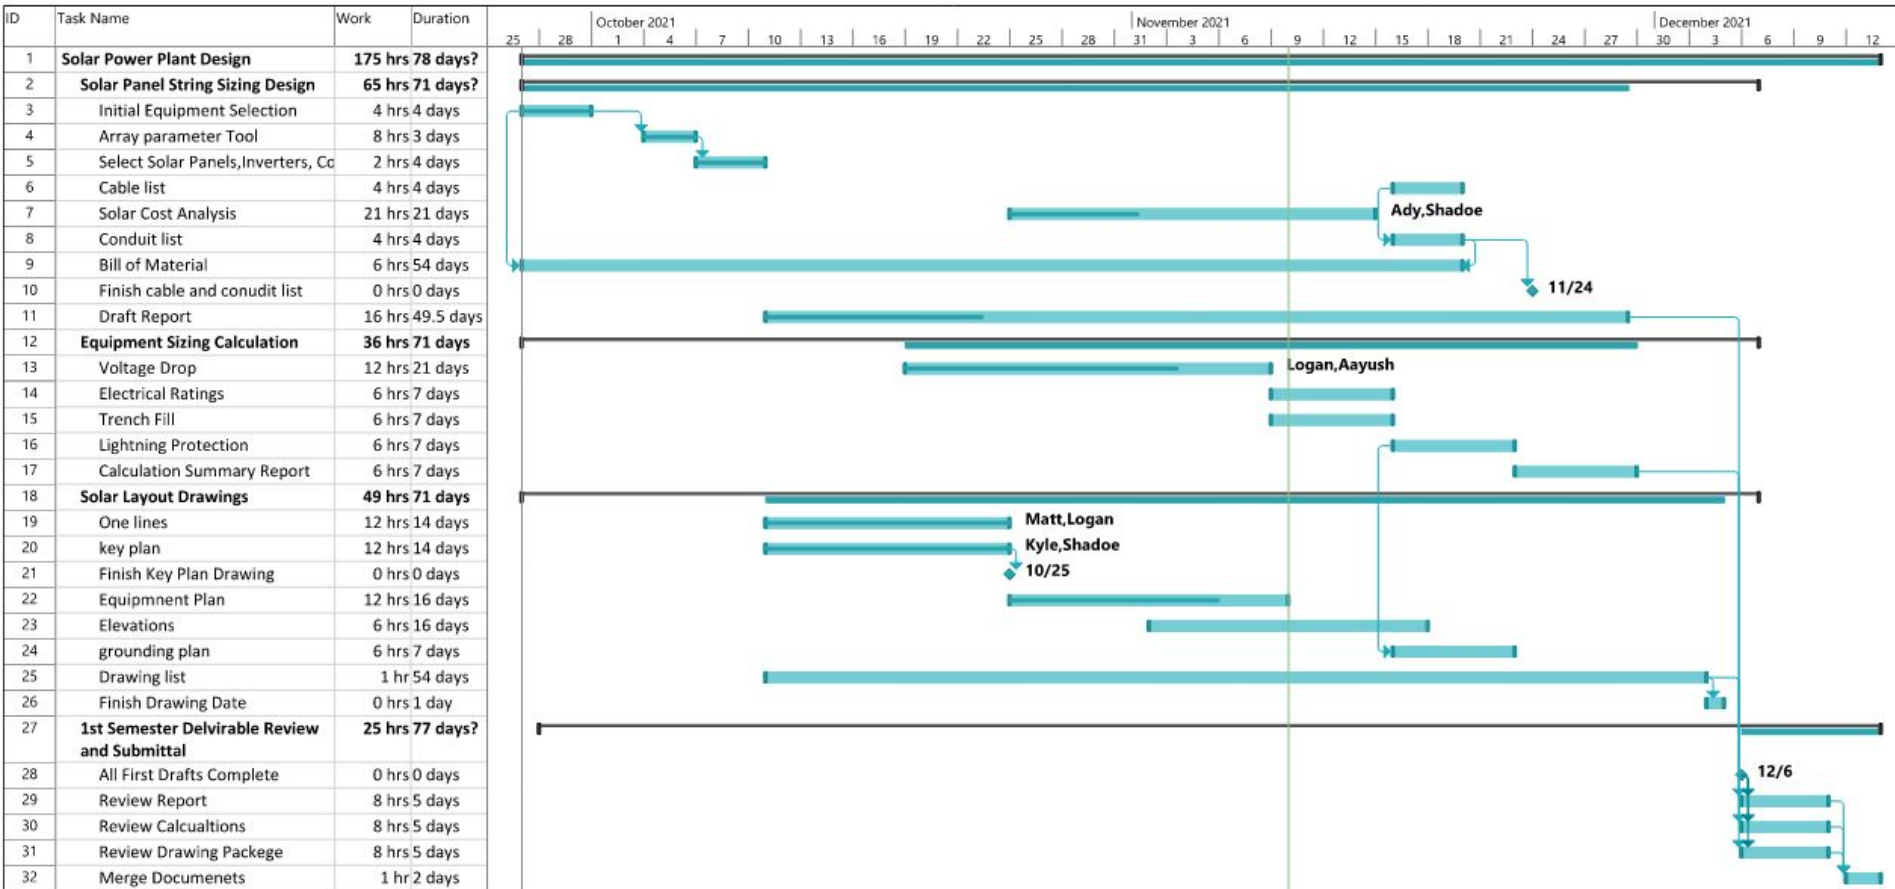 ID Task Name Work Duration October 2021 November 2021 December 2021
25 28 1 4 7 10 13 16 19 22 25 28 31 3 6 9 12 15 18 21 24 27 30 3 6 9 12
1 Solar Power Plant Design 175 hrs 78 days?
2 Solar Panel String Sizing Design 65 hrs 71 days?
3 Initial Equipment Selection 4 hrs 4 days
4 Array parameter Tool 8 hrs 3 days
5 Select Solar Panels,Inverters, Co 2 hrs 4 days
6 Cable list 4 hrs 4 days
7 Solar Cost Analysis 21 hrs 21 days Ady,Shadoe
8 Conduit list 4 hrs 4 days
9 Bill of Material 6 hrs 54 days
10 Finish cable and conudit list 0 hrs 0 days 11/24
11 Draft Report 16 hrs 49.5 days
12 Equipment Sizing Calculation 36 hrs 71 days
13 Voltage Drop 12 hrs 21 days Logan,Aayush
14 Electrical Ratings 6 hrs 7 days
15 Trench Fill 6 hrs 7 days
16 Lightning Protection 6 hrs 7 days
17 Calculation Summary Report 6 hrs 7 days
18 Solar Layout Drawings 49 hrs 71 days
19 One lines 12 hrs 14 days Matt,Logan
20 key plan 12 hrs 14 days Kyle,Shadoe
21 Finish Key Plan Drawing 0 hrs 0 days 10/25
22 Equipmnent Plan 12 hrs 16 days
23 Elevations 6 hrs 16 days
24 grounding plan 6 hrs 7 days
25 Drawing list 1 hr 54 days
26 Finish Drawing Date 0 hrs 1 day
27 1st Semester Delvirable Review 25 hrs 77 days?
and Submittal
28 All First Drafts Complete 0 hrs 0 days 12/6
29 Review Report 8 hrs 5 days
30 Review Calcualtions 8 hrs 5 days
31 Review Drawing Packege 8 hrs 5 days
32 Merge Documenets 1 hr 2 days